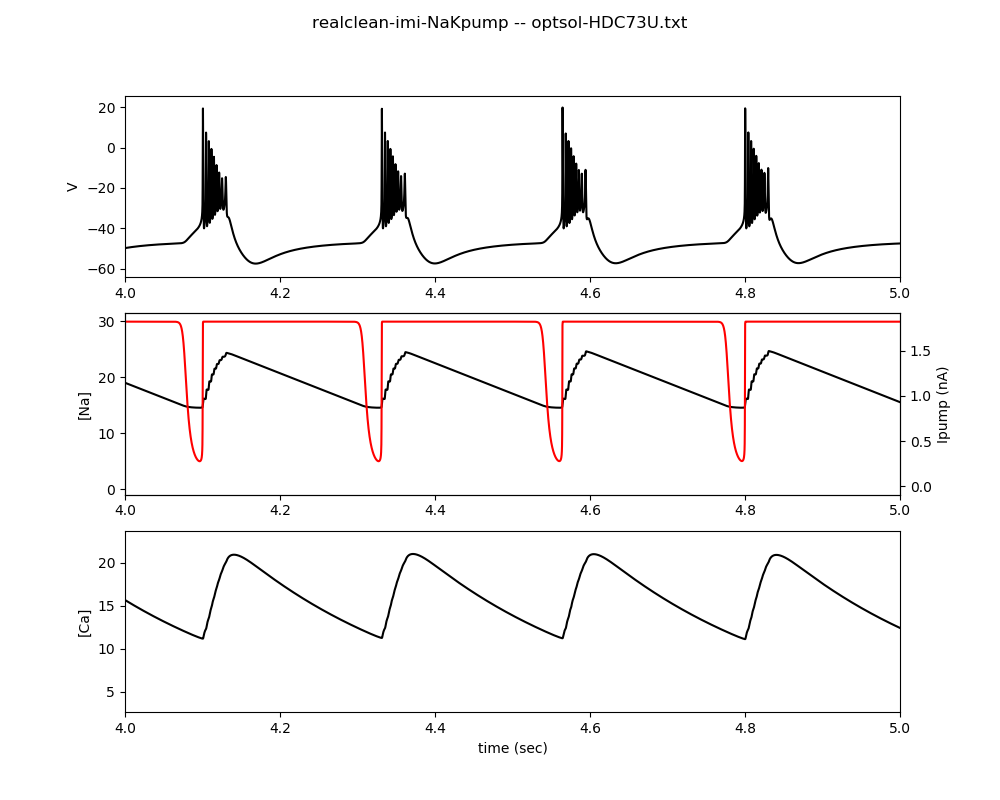 realclean-imi-NaKpump -- optsol-HDC73U.txt
20
0
−20
−40
−60
V
4.0 4.2 4.4 4.6 4.8 5.0
30
20
10
0
[Na]
1.5
1.0
0.5
0.0
Ipump (nA)
4.0 4.2 4.4 4.6 4.8 5.0
20
15
10
5
[Ca]
4.0 4.2 4.4 4.6 4.8 5.0
time (sec)